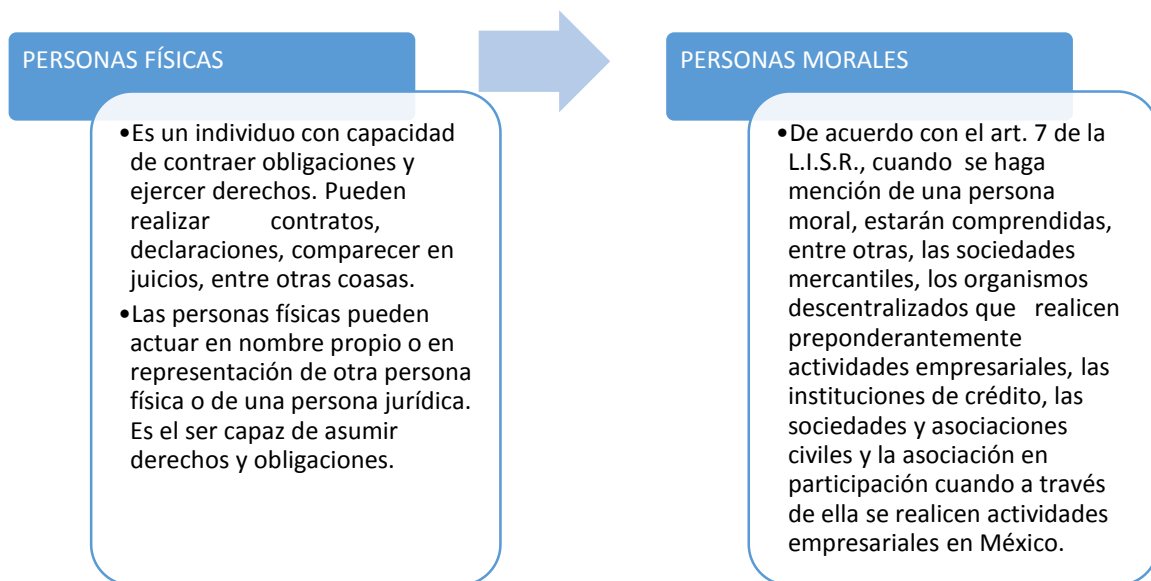 PERSONAS FÍSICAS
•Es un individuo con capacidad
de contraer obligaciones y
ejercer derechos. Pueden
realizar contratos,
declaraciones, comparecer en
juicios, entre otras coasas.
•Las personas físicas pueden
actuar en nombre propio o en
representación de otra persona
física o de una persona jurídica.
Es el ser capaz de asumir
derechos y obligaciones.
PERSONAS MORALES
•De acuerdo con el art. 7 de la
L.I.S.R., cuando se haga
mención de una persona
moral, estarán comprendidas,
entre otras, las sociedades
mercantiles, los organismos
descentralizados que realicen
preponderantemente
actividades empresariales, las
instituciones de crédito, las
sociedades y asociaciones
civiles y la asociación en
participación cuando a través
de ella se realicen actividades
empresariales en México.